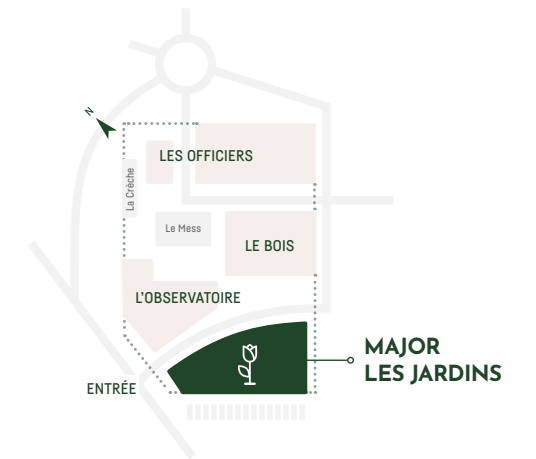 N
LES OFFICIERS
La Crèche
Le Mess
LE BOIS
L'OBSERVATOIRE
MAJOR
LES JARDINS
ENTRÉE